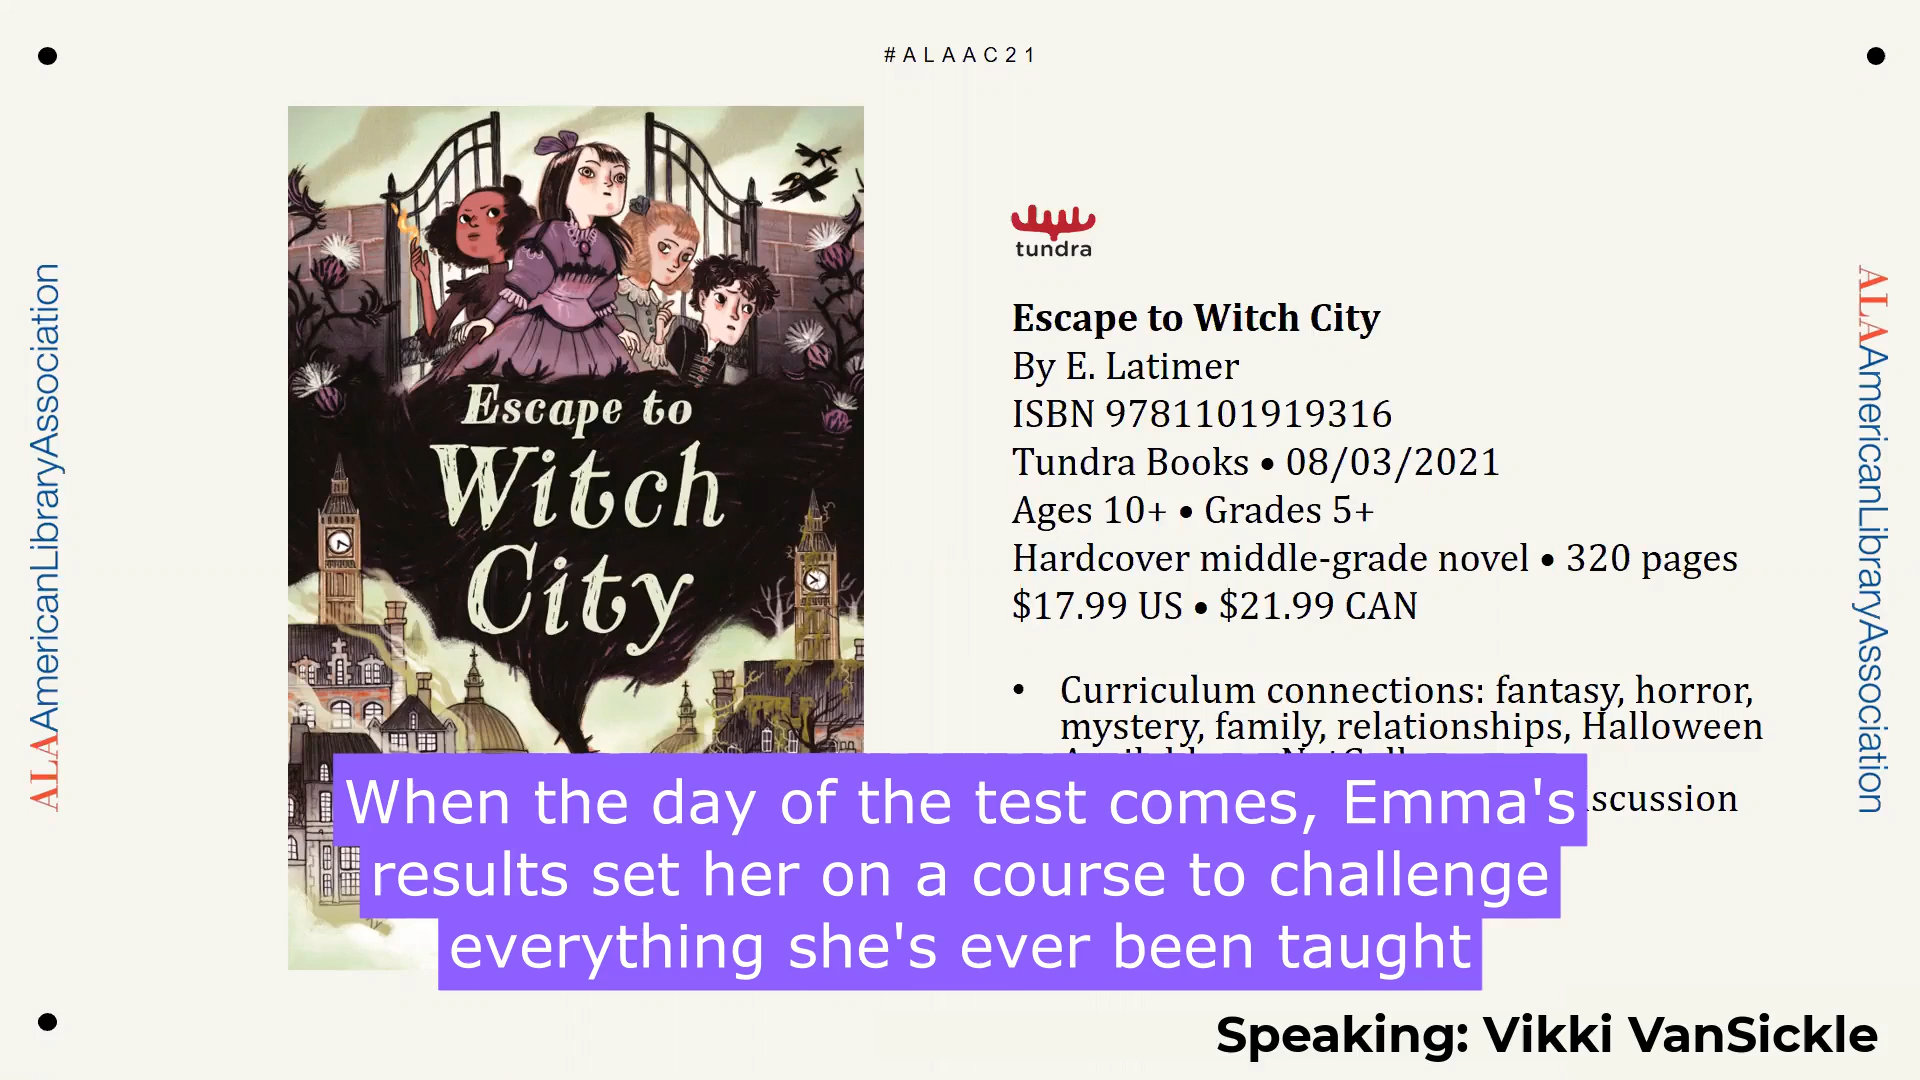 #ALAAC21
ALAAmericanLibraryAssociation
Escape to
Witch
City
tundra
Escape to Witch City
By E. Latimer
ISBN 9781101919316
Tundra Books • 08/03/2021
Ages 10+ • Grades 5+
Hardcover middle-grade novel • 320 pages
$17.99 US • $21.99 CAN
• Curriculum connections: fantasy, horror,
mystery, family, relationships, Halloween
When the day of the test comes, Emma's
results set her on a course to challenge
everything she's ever been taught
Speaking: Vikki VanSickle
ALAAmericanLibraryAssociation